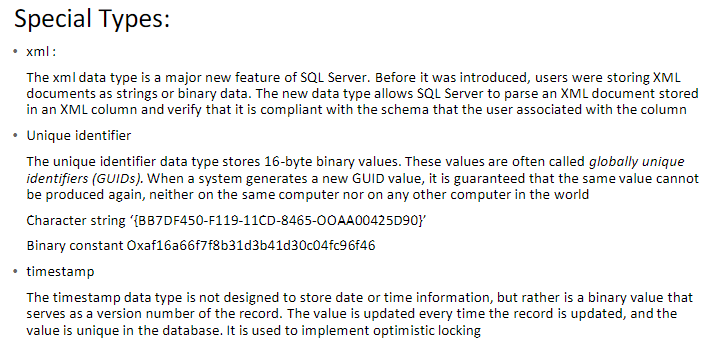 Special Types:
• xml :
The xml data type is a major new feature of SQL Server. Before it was introduced, users were storing XML
documents as strings or binary data. The new data type allows SQL Server to parse an XML document stored
in an XML column and verify that it is compliant with the schema that the user associated with the column
• Unique identifier
The unique identifier data type stores 16-byte binary values. These values are often called globally unique
identifiers (GUIDs). When a system generates a new GUID value, it is guaranteed that the same value cannot
be produced again, neither on the same computer nor on any other computer in the world
Character string ‘{BB7DF450-F119-11CD-8465-OOAA00425D90}’
Binary constant Oxaf16a66f7f8b31d3b41d30c04fc96f46
• timestamp
The timestamp data type is not designed to store date or time information, but rather is a binary value that
serves as a version number of the record. The value is updated every time the record is updated, and the
value is unique in the database. It is used to implement optimistic locking